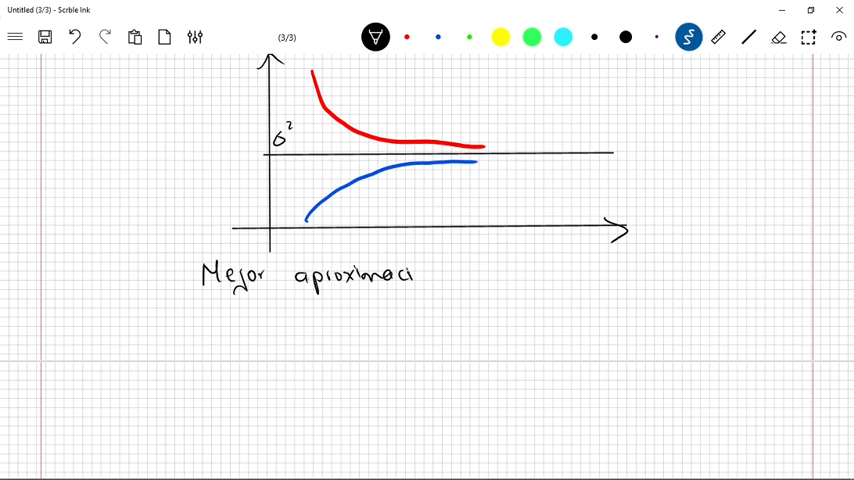 Untitled (3/3) - Scrble Ink
(3/3)
σ²
Mejor aproximaci